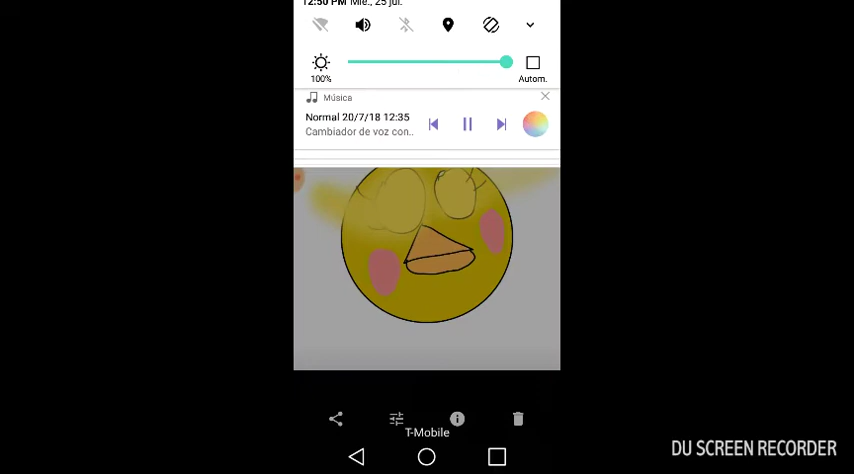 12:50 PM Mié., 25 jul.
100%
Autom.
Música
Normal 20/7/18 12:35
Cambiador de voz con..
T-Mobile
DU SCREEN RECORDER